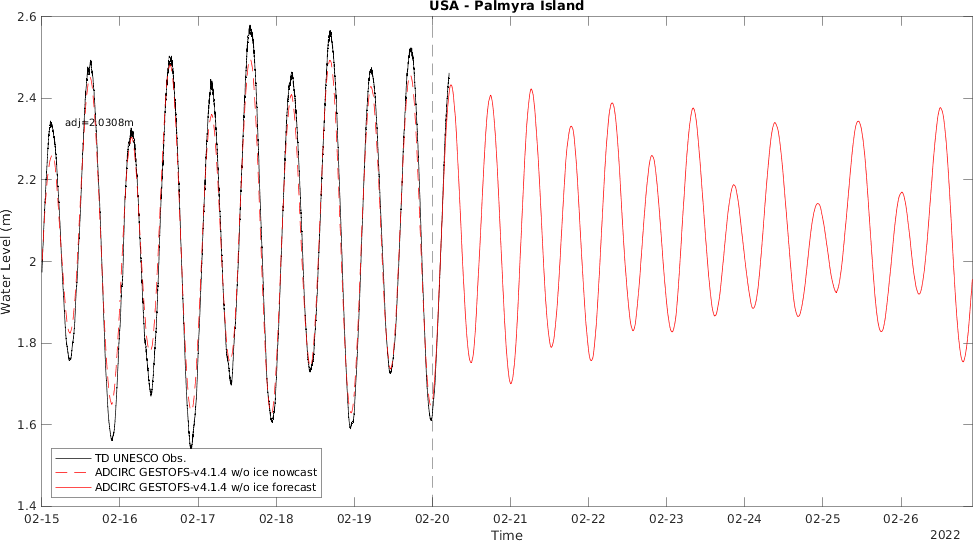 USA - Palmyra Island
2.6
2.4
adj=2.0308m
2.2
2
1.8
1.6
1.4
Water Level (m)
TD UNESCO Obs.
ADCIRC GESTOFS-v4.1.4 w/o ice nowcast
ADCIRC GESTOFS-v4.1.4 w/o ice forecast
02-15 02-16 02-17 02-18 02-19 02-20 02-21 02-22 02-23 02-24 02-25 02-26
Time
2022